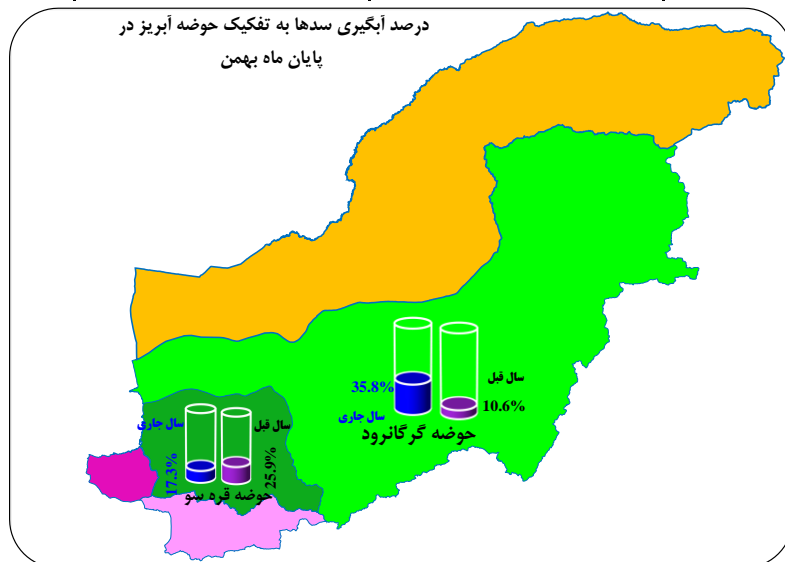 درصد آبگیری سدها به تفکیک حوضه آبریز در
پایان ماه بهمن
سال قبل
35.8%
10.6%
سال جاری
حوضه گرگانرود
سال جاری
سال قبل
17.3%
25.9%
حوضه قره سو